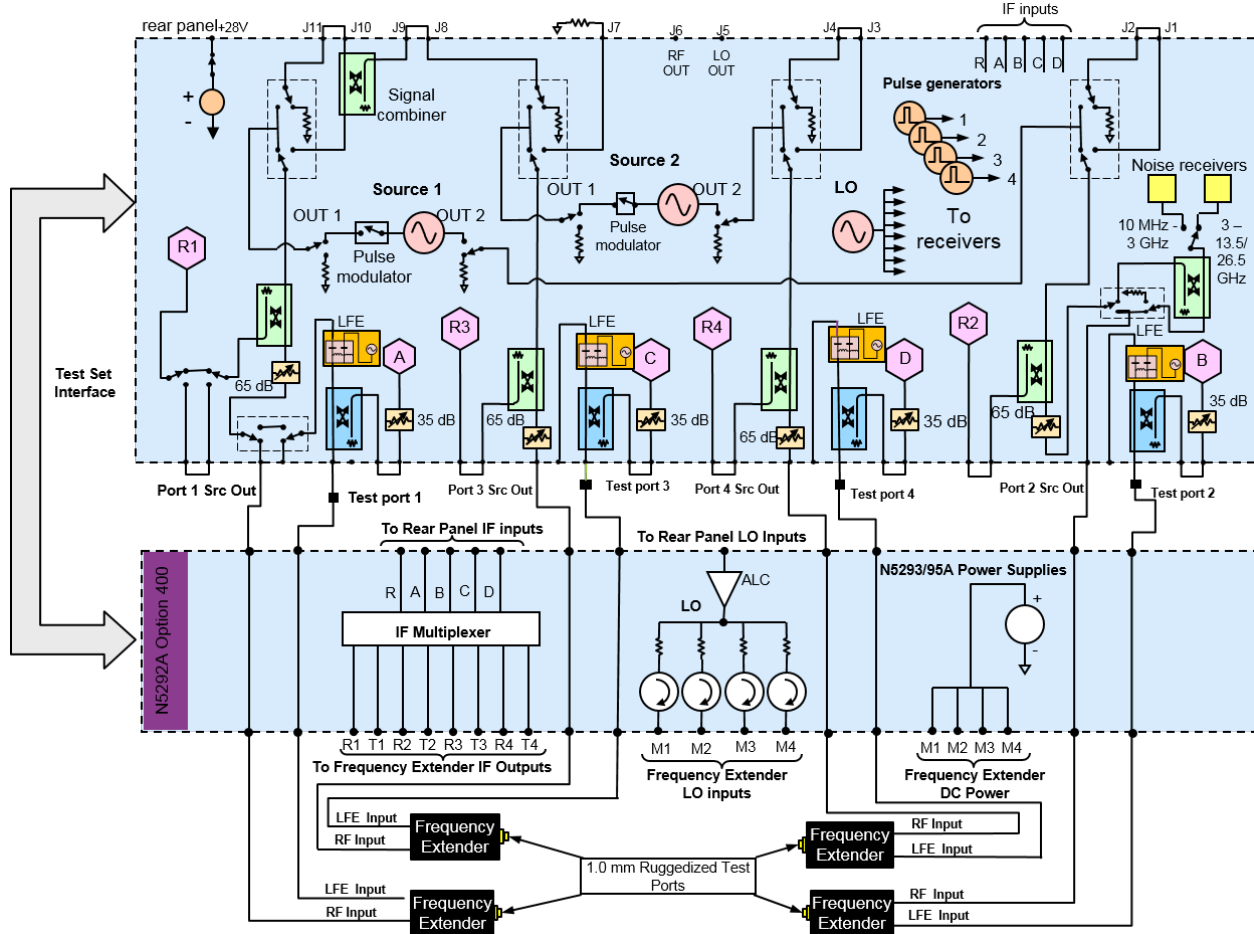 IF inputs
rear panel +28V
J11 J10 J9 J8 J7 J6 J5 J4 J3 J2 J1
RF OUT
LO OUT
R A B C D
+
-
Signal combiner
Pulse generators
1
2
3
4
Noise receivers
Source 2
Source 1
OUT 1
OUT 2
Pulse modulator
OUT 1
OUT 2
Pulse modulator
LO
To receivers
10 MHz - 3 GHz
3 – 13.5/ 26.5 GHz
R1
R3
R4
R2
LFE
LFE
LFE
LFE
A
C
D
B
Test Set Interface
65 dB
35 dB
65 dB
35 dB
65 dB
35 dB
65 dB
35 dB
Port 1 Src Out
Test port 1
Port 3 Src Out
Test port 3
Port 4 Src Out
Test port 4
Port 2 Src Out
Test port 2
To Rear Panel IF inputs
To Rear Panel LO Inputs
N5293/95A Power Supplies
N5292A Option 400
R A B C D
IF Multiplexer
ALC
LO
+
-
R1 T1 R2 T2 R3 T3 R4 T4
M1 M2 M3 M4
M1 M2 M3 M4
To Frequency Extender IF Outputs
Frequency Extender
LO inputs
Frequency Extender
DC Power
LFE Input
RF Input
Frequency Extender
RF Input
LFE Input
Frequency Extender
1.0 mm Ruggedized Test Ports
LFE Input
RF Input
Frequency Extender
RF Input
LFE Input
Frequency Extender